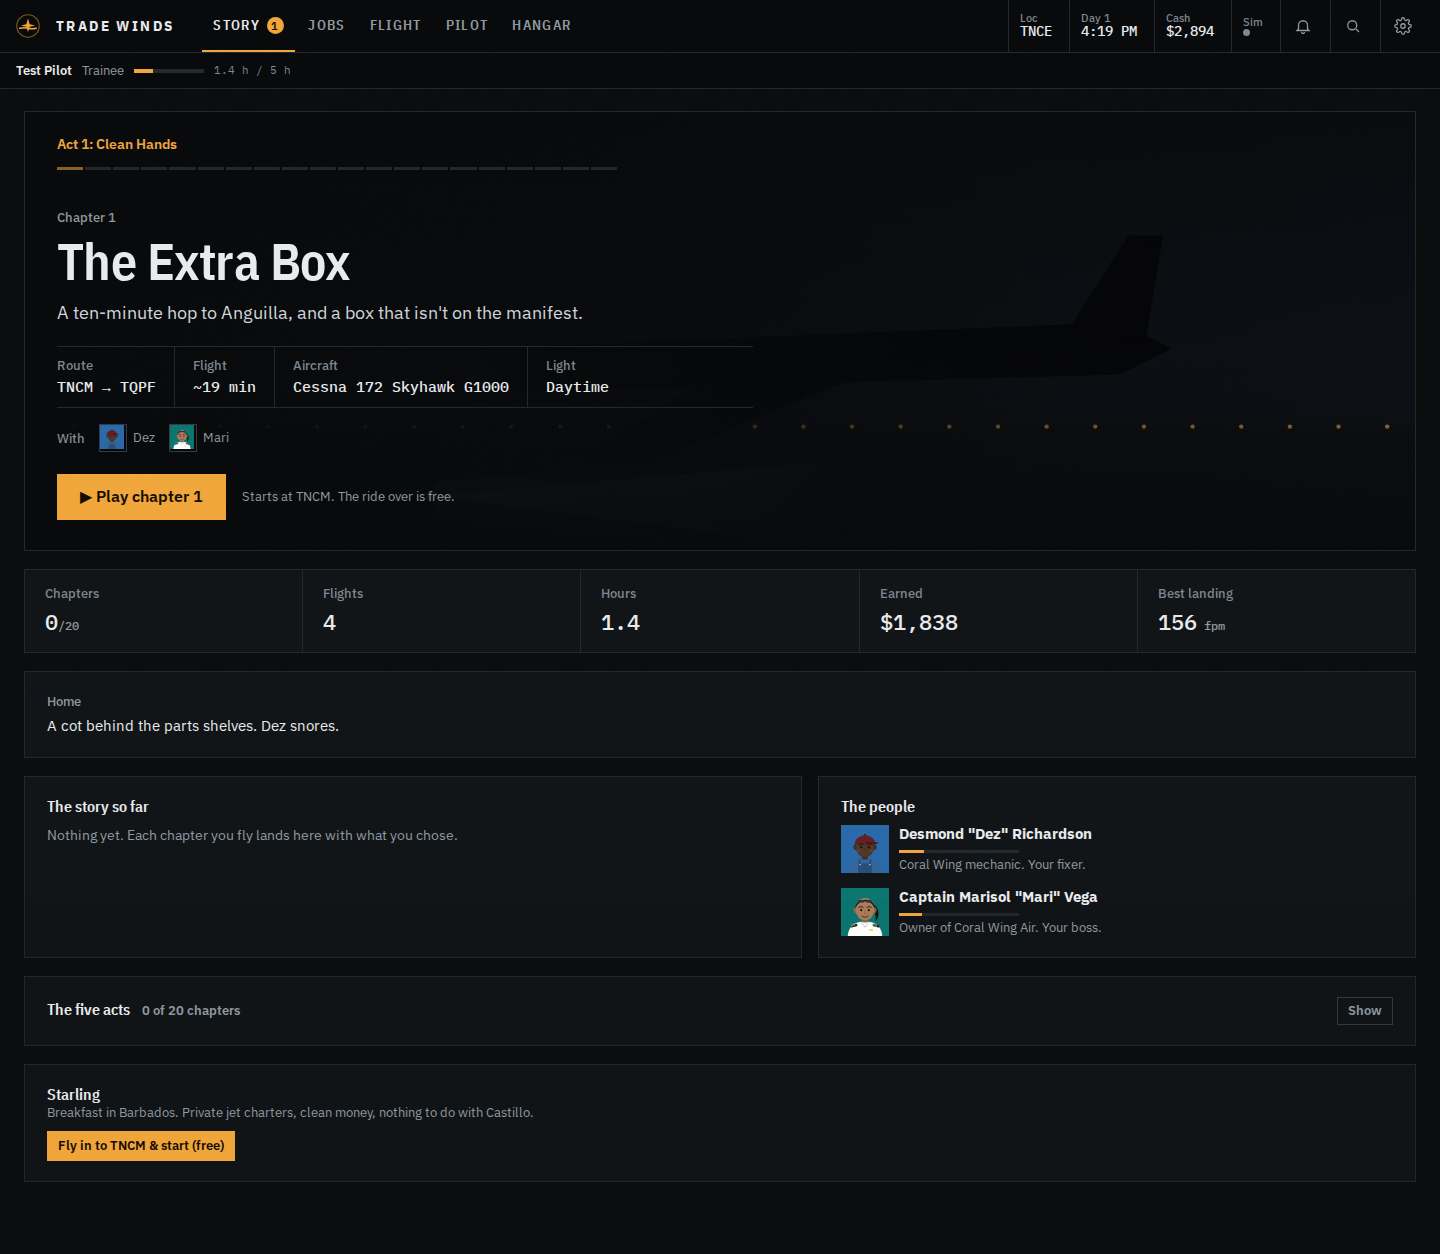 TRADE WINDS STORY 1 JOBS FLIGHT PILOT HANGAR
Loc TNCE
Day 1 4:19 PM
Cash $2,894
Sim
Test Pilot Trainee 1.4 h / 5 h
Act 1: Clean Hands
Chapter 1
The Extra Box
A ten-minute hop to Anguilla, and a box that isn't on the manifest.
Route Flight Aircraft Light
TNCM → TQPF ~19 min Cessna 172 Skyhawk G1000 Daytime
With Dez Mari
▶ Play chapter 1 Starts at TNCM. The ride over is free.
Chapters Flights Hours Earned Best landing
0/20 4 1.4 $1,838 156 fpm
Home
A cot behind the parts shelves. Dez snores.
The story so far
Nothing yet. Each chapter you fly lands here with what you chose.
The people
Desmond "Dez" Richardson
Coral Wing mechanic. Your fixer.
Captain Marisol "Mari" Vega
Owner of Coral Wing Air. Your boss.
The five acts 0 of 20 chapters Show
Starling
Breakfast in Barbados. Private jet charters, clean money, nothing to do with Castillo.
Fly in to TNCM & start (free)